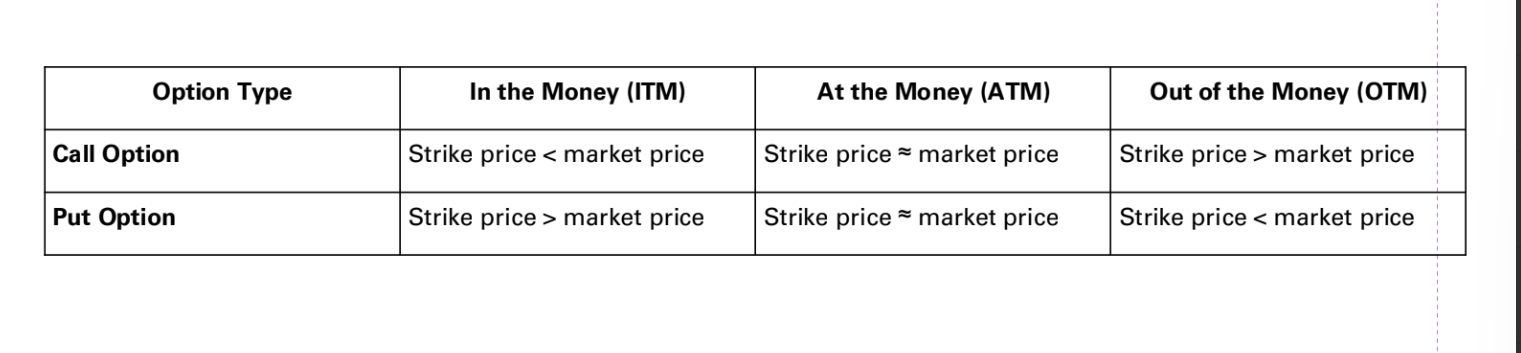 Option Type In the Money (ITM) At the Money (ATM) Out of the Money (OTM)
Call Option Strike price < market price Strike price ≈ market price Strike price > market price
Put Option Strike price > market price Strike price ≈ market price Strike price < market price